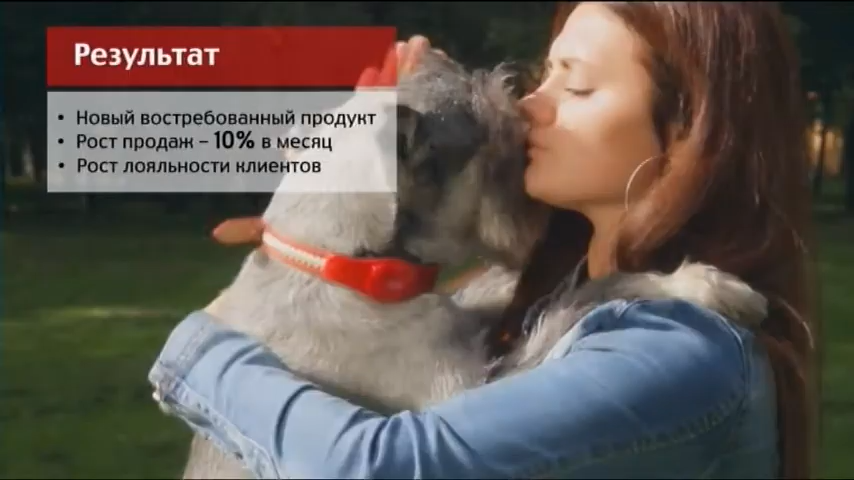 Результат
• Новый востребованный продукт
• Рост продаж – 10% в месяц
• Рост лояльности клиентов